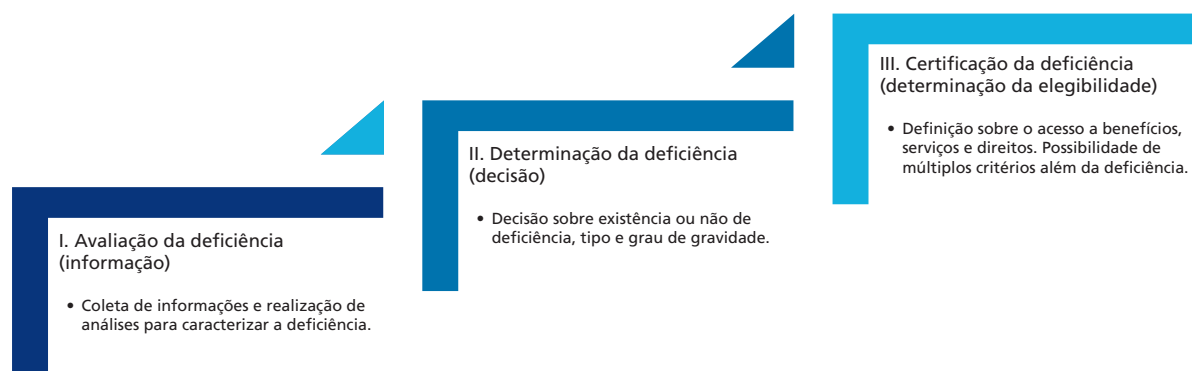 I. Avaliação da deficiência
(informação)
• Coleta de informações e realização de
análises para caracterizar a deficiência.
II. Determinação da deficiência
(decisão)
• Decisão sobre existência ou não de
deficiência, tipo e grau de gravidade.
III. Certificação da deficiência
(determinação da elegibilidade)
• Definição sobre o acesso a benefícios,
serviços e direitos. Possibilidade de
múltiplos critérios além da deficiência.